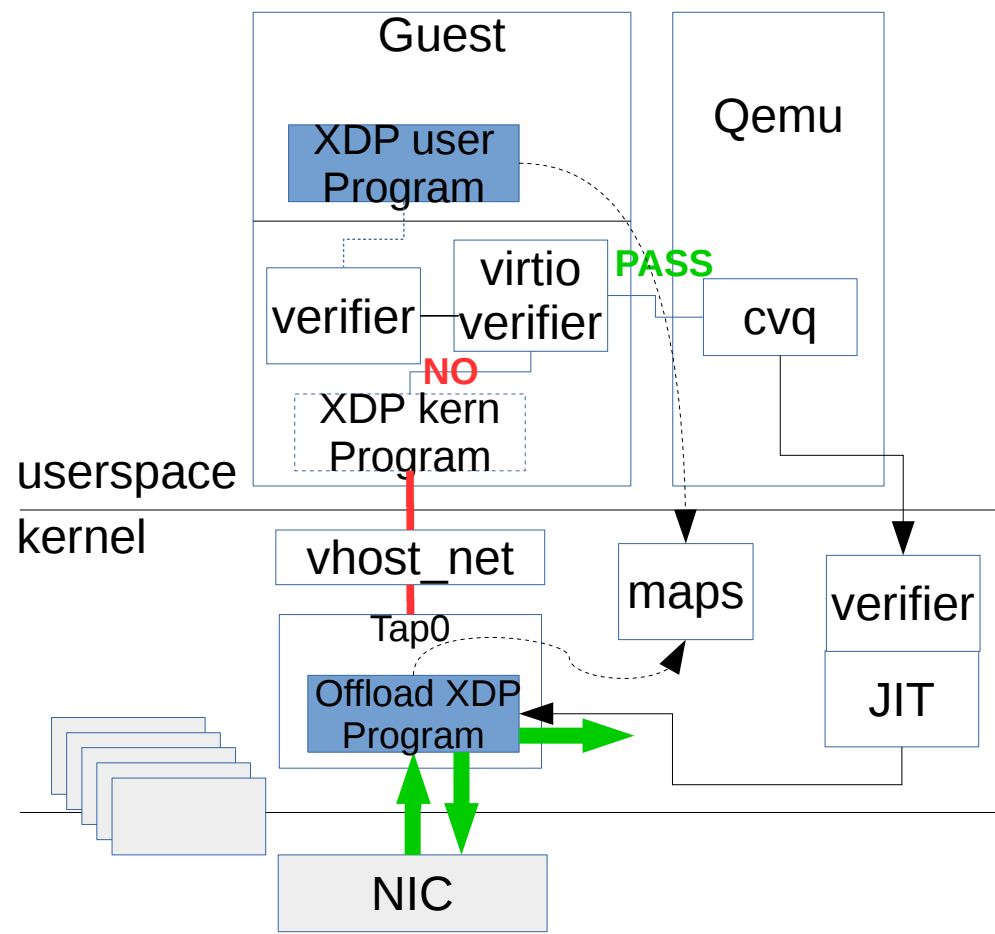 Guest
Qemu
XDP user
Program
PASS
virtio
verifier
verifier
cvq
NO
XDP kern
Program
userspace
kernel
vhost_net
maps
verifier
Tap0
Offload XDP
Program
JIT
NIC